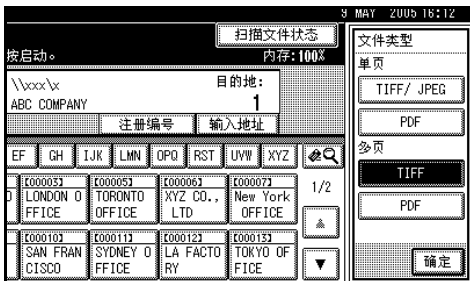 9 MAY 2005 16:12
扫描文件状态
按启动。
内存:100%
\\xxx\x
目的地:
ABC COMPANY
1
注册编号
输入地址
EF GH IJK LMN OPQ RST UVW XYZ
[00003] [00005] [00006] [00007]
LONDON O TORONTO XYZ CO., New York
FFICE OFFICE LTD OFFICE
1/2
[00010] [00011] [00012] [00013]
SAN FRAN SYDNEY O LA FACTO TOKYO OF
CISCO FFICE RY FICE
▼
文件类型
单页
TIFF/ JPEG
PDF
多页
TIFF
PDF
确定